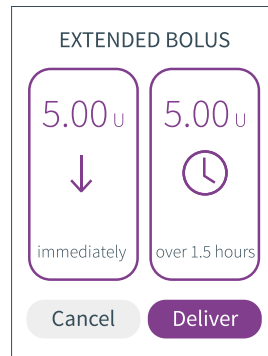 EXTENDED BOLUS
5.00 U
immediately
5.00 U
over 1.5 hours
Cancel
Deliver